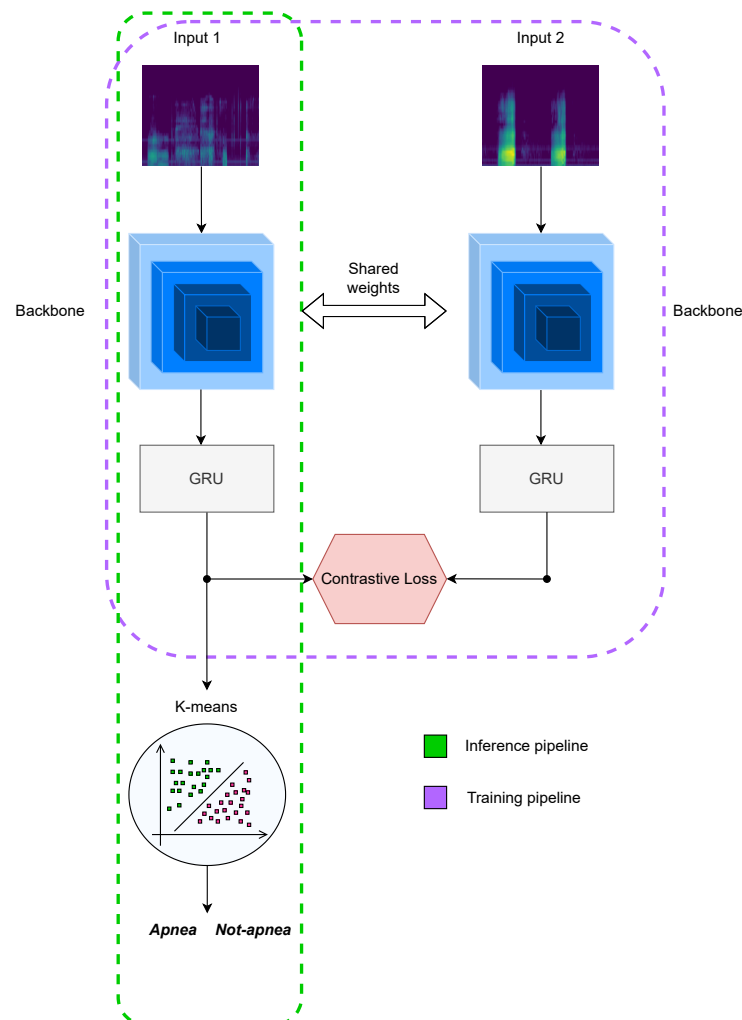 Input 1
Input 2
Shared
weights
Backbone
Backbone
GRU
GRU
Contrastive Loss
K-means
Inference pipeline
Training pipeline
Apnea Not-apnea